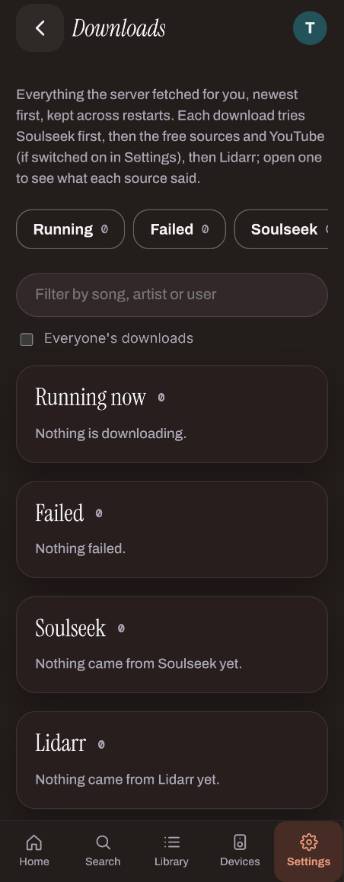 Downloads
T
Everything the server fetched for you, newest
first, kept across restarts. Each download tries
Soulseek first, then the free sources and YouTube
(if switched on in Settings), then Lidarr; open one
to see what each source said.
Running 0 Failed 0 Soulseek
Filter by song, artist or user
Everyone's downloads
Running now 0
Nothing is downloading.
Failed 0
Nothing failed.
Soulseek 0
Nothing came from Soulseek yet.
Lidarr 0
Nothing came from Lidarr yet.
Home Search Library Devices Settings